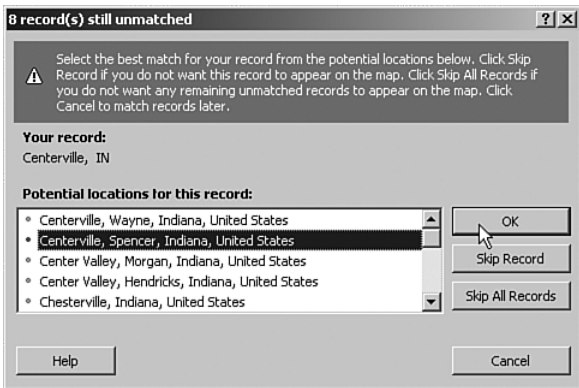 8 record(s) still unmatched
Select the best match for your record from the potential locations below. Click Skip
Record if you do not want this record to appear on the map. Click Skip All Records if
you do not want any remaining unmatched records to appear on the map. Click
Cancel to match records later.
Your record:
Centerville, IN
Potential locations for this record:
Centerville, Wayne, Indiana, United States
Centerville, Spencer, Indiana, United States
Center Valley, Morgan, Indiana, United States
Center Valley, Hendricks, Indiana, United States
Chesterville, Indiana, United States
OK
Skip Record
Skip All Records
Help
Cancel